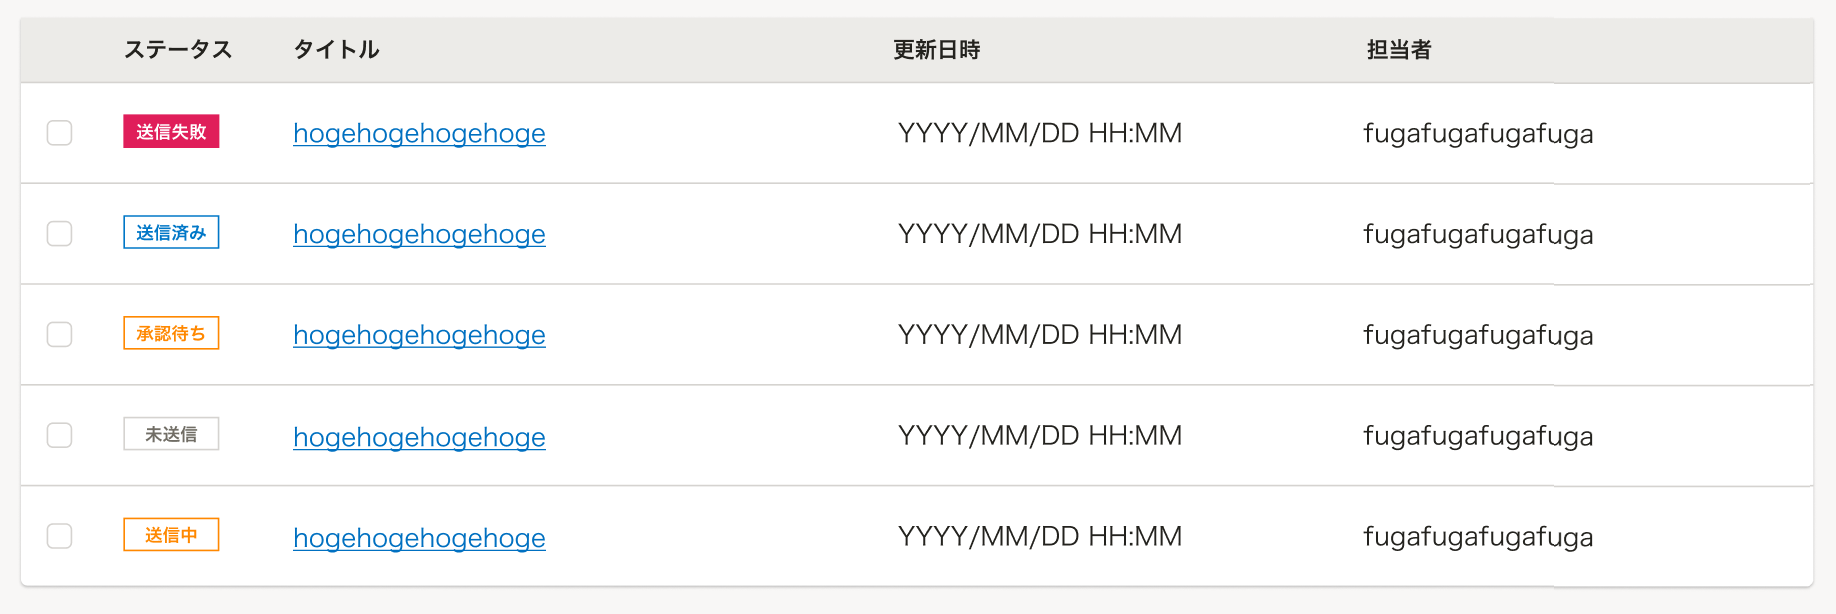 ステータス タイトル 更新日時 担当者
送信失敗 hogehogehogehoge YYYY/MM/DD HH:MM fugafugafugafuga
送信済み hogehogehogehoge YYYY/MM/DD HH:MM fugafugafugafuga
承認待ち hogehogehogehoge YYYY/MM/DD HH:MM fugafugafugafuga
未送信 hogehogehogehoge YYYY/MM/DD HH:MM fugafugafugafuga
送信中 hogehogehogehoge YYYY/MM/DD HH:MM fugafugafugafuga